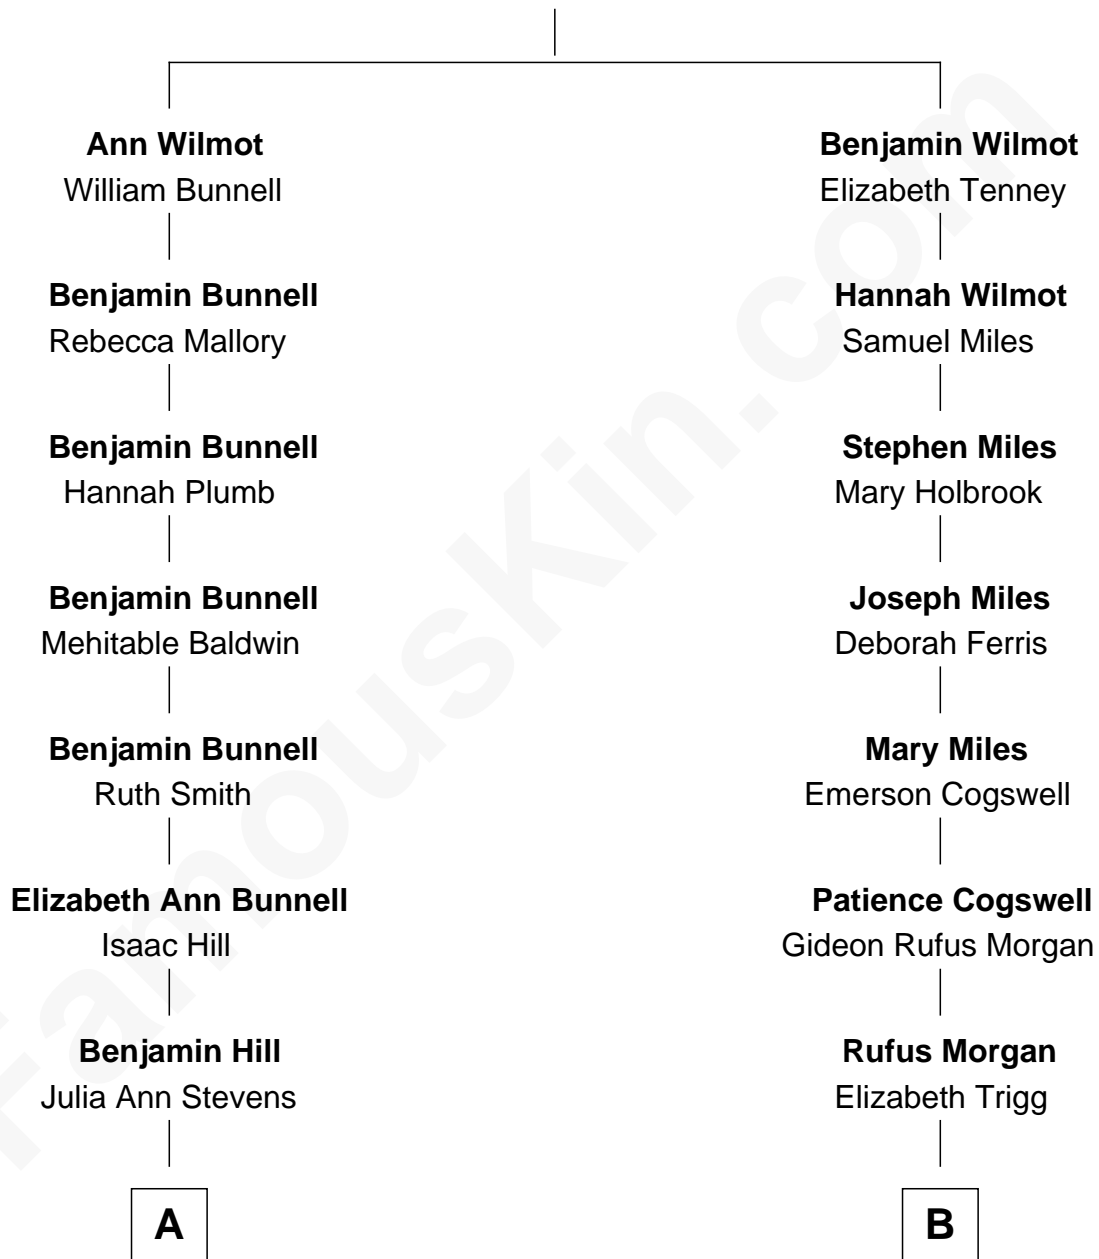 Ann Wilmot
William Bunnell
Benjamin Wilmot
Elizabeth Tenney
Benjamin Bunnell
Rebecca Mallory
Hannah Wilmot
Samuel Miles
Benjamin Bunnell
Hannah Plumb
Stephen Miles
Mary Holbrook
Benjamin Bunnell
Mehitable Baldwin
Joseph Miles
Deborah Ferris
Benjamin Bunnell
Ruth Smith
Mary Miles
Emerson Cogswell
Elizabeth Ann Bunnell
Isaac Hill
Patience Cogswell
Gideon Rufus Morgan
Benjamin Hill
Julia Ann Stevens
Rufus Morgan
Elizabeth Trigg
A
B
FamousKin.com